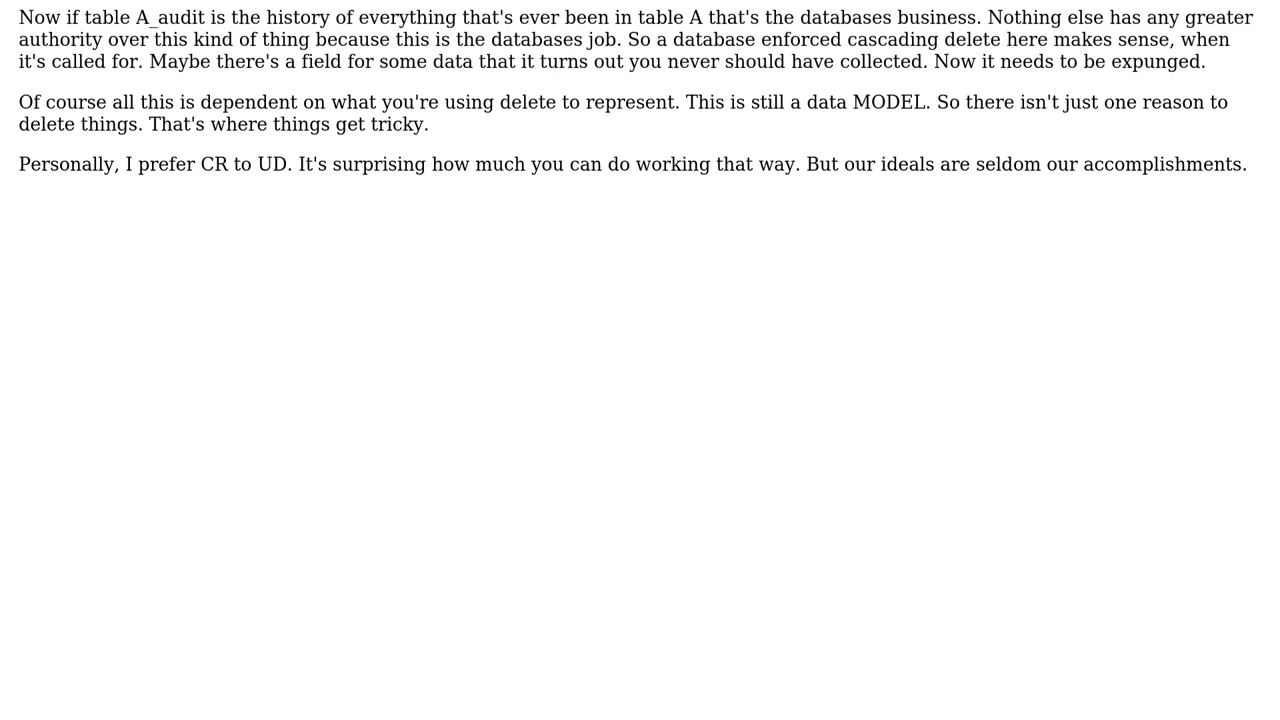 Now if table A_audit is the history of everything that's ever been in table A that's the databases business. Nothing else has any greater
authority over this kind of thing because this is the databases job. So a database enforced cascading delete here makes sense, when
it's called for. Maybe there's a field for some data that it turns out you never should have collected. Now it needs to be expunged.
Of course all this is dependent on what you're using delete to represent. This is still a data MODEL. So there isn't just one reason to
delete things. That's where things get tricky.
Personally, I prefer CR to UD. It's surprising how much you can do working that way. But our ideals are seldom our accomplishments.